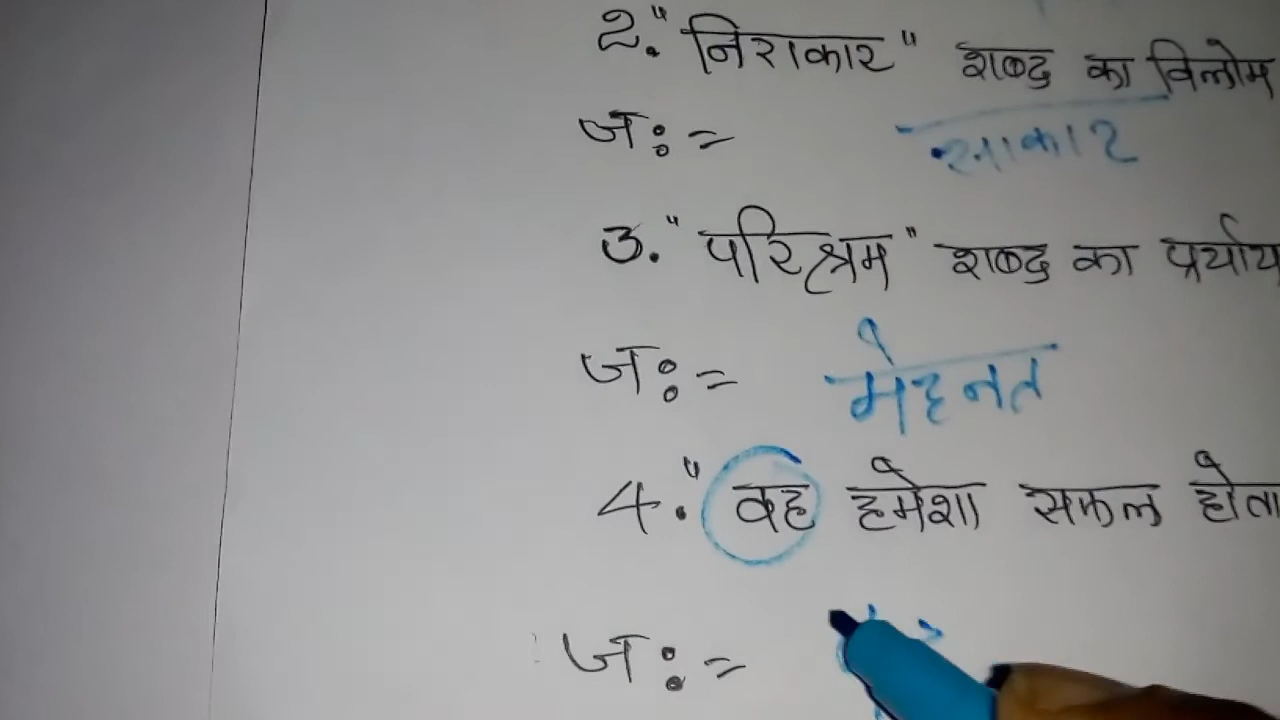 2. "निराकार" शब्द का विलोम
ज:= साकार
3. "परिश्रम" शब्द का पर्याय
ज:= मेहनत
4. "वह हमेशा सफल होता
ज:=